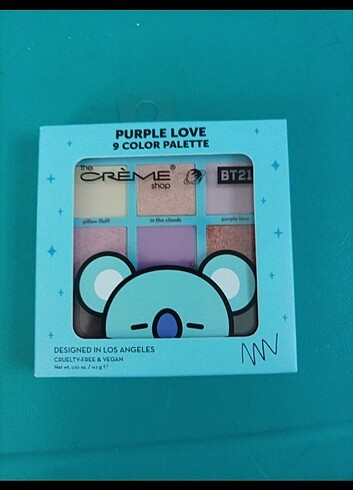 PURPLE LOVE
9 COLOR PALETTE
the
CRÈME®
shop
BT21
pillow fluff
in the clouds
purple love
DESIGNED IN LOS ANGELES
CRUELTY-FREE & VEGAN